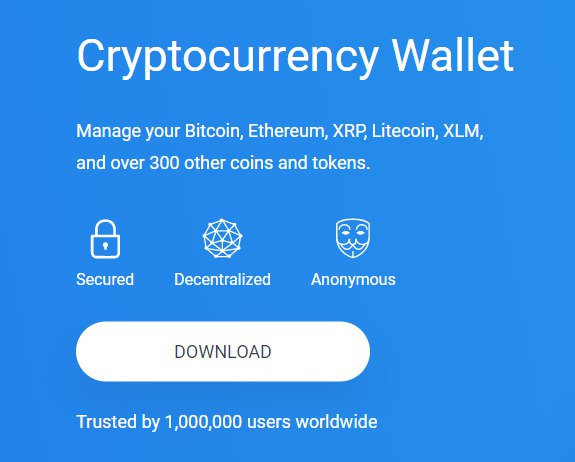 Cryptocurrency Wallet
Manage your Bitcoin, Ethereum, XRP, Litecoin, XLM,
and over 300 other coins and tokens.
Secured Decentralized Anonymous
DOWNLOAD
Trusted by 1,000,000 users worldwide